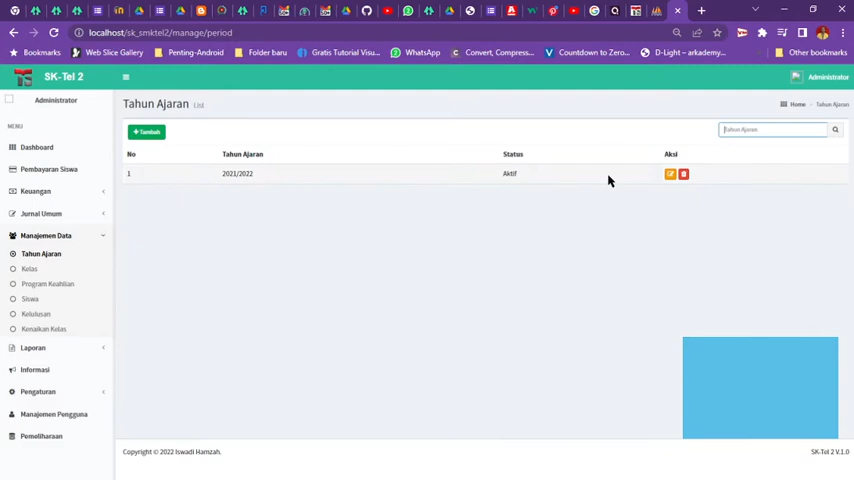 localhost/sk_smktel2/manage/period
Bookmarks Web Slice Gallery Penting-Android Folder baru Gratis Tutorial Visu... WhatsApp Convert, Compress... Countdown to Zero... D-Light – arkademy... Other bookmarks
SK-Tel 2 Administrator
Administrator
Tahun Ajaran List
Home Tahun Ajaran
MENU
Tambah
Tahun Ajaran
No Tahun Ajaran Status Aksi
1 2021/2022 Aktif
Dashboard
Pembayaran Siswa
Keuangan
Jurnal Umum
Manajemen Data
Tahun Ajaran
Kelas
Program Keahlian
Siswa
Kelulusan
Kenaikan Kelas
Laporan
Informasi
Pengaturan
Manajemen Pengguna
Pemeliharaan
Copyright © 2022 Iswadi Hamzah.
SK-Tel 2 V.1.0